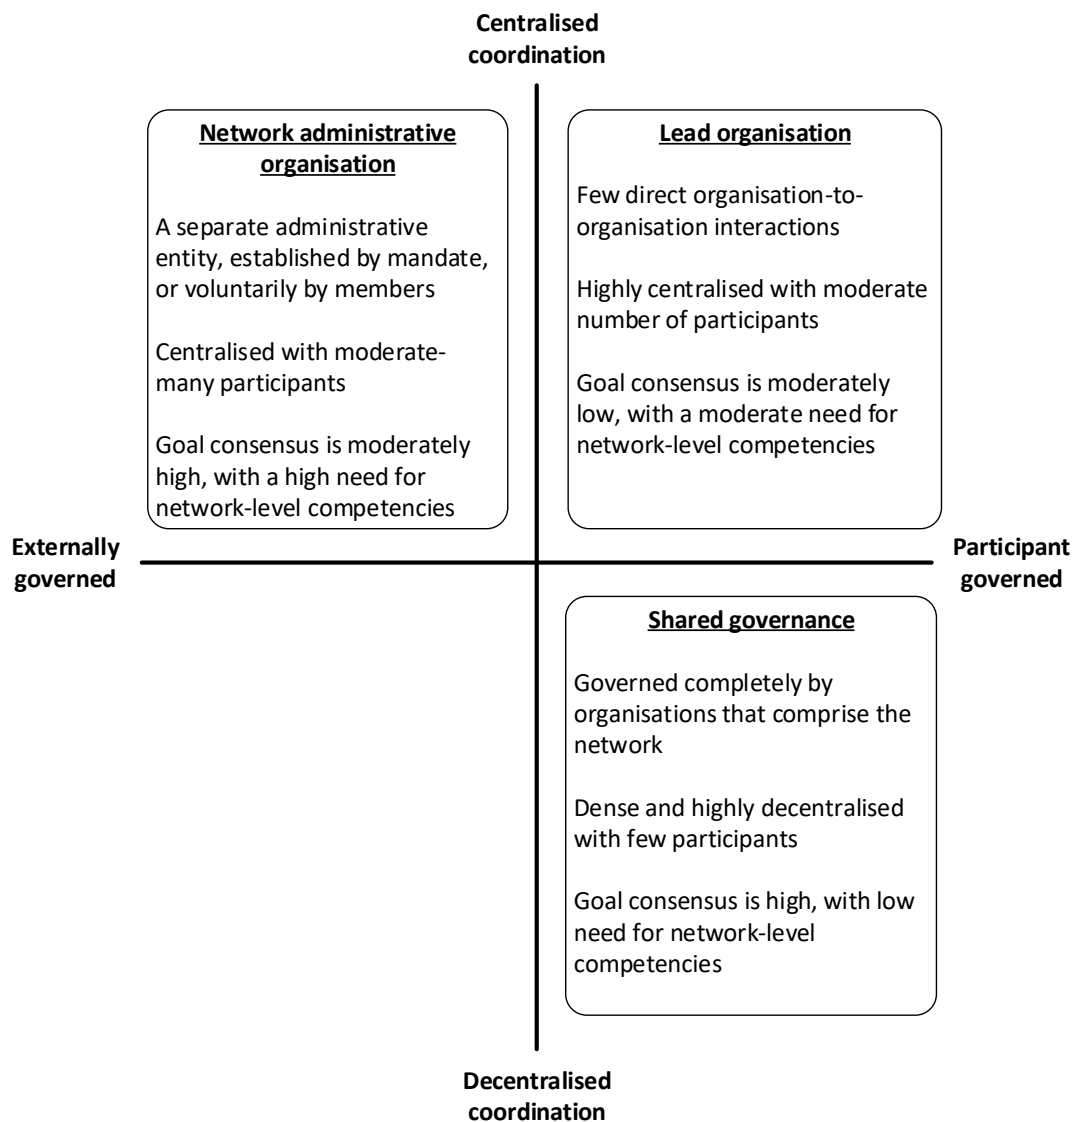 Centralised
coordination
Network administrative
organisation
A separate administrative
entity, established by mandate,
or voluntarily by members
Centralised with moderate-
many participants
Goal consensus is moderately
high, with a high need for
network-level competencies
Lead organisation
Few direct organisation-to-
organisation interactions
Highly centralised with moderate
number of participants
Goal consensus is moderately
low, with a moderate need for
network-level competencies
Externally
governed
Participant
governed
Shared governance
Governed completely by
organisations that comprise the
network
Dense and highly decentralised
with few participants
Goal consensus is high, with low
need for network-level
competencies
Decentralised
coordination